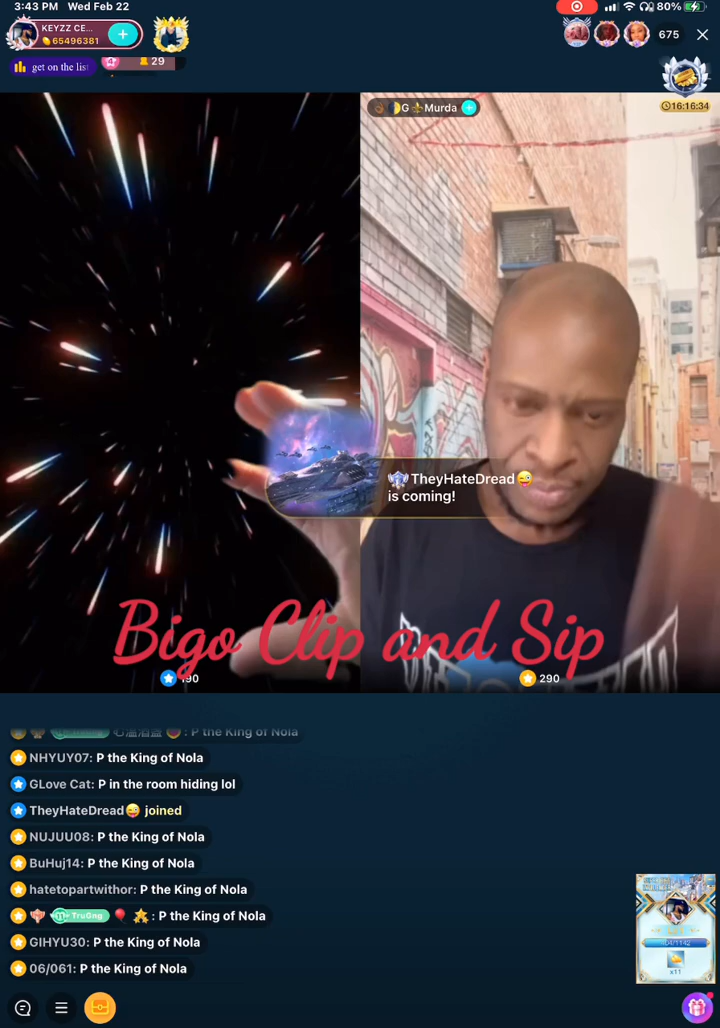 3:43 PM Wed Feb 22
80%
KEYZZ CE...
65496381
675
get on the lis
29
16:16:34
G ⚜Murda
TheyHateDread😜
is coming!
Bigo Clip and Sip
190
290
: P the King of Nola
NHYUY07: P the King of Nola
GLove Cat: P in the room hiding lol
TheyHateDread😜 joined
NUJUU08: P the King of Nola
BuHuj14: P the King of Nola
hatetopartwithor: P the King of Nola
TruGng 🎈 : P the King of Nola
GIHYU30: P the King of Nola
06/061: P the King of Nola
x11